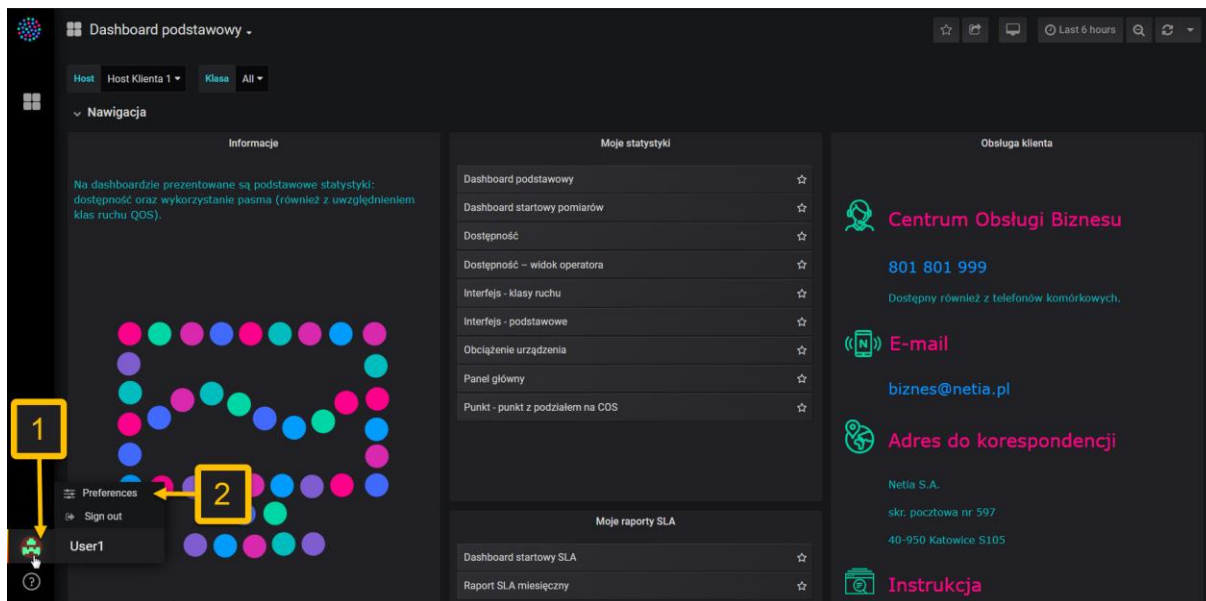 Dashboard podstawowy
Last 6 hours
Host Host Klienta 1 Klasa All
Nawigacja
Informacje
Na dashboardzie prezentowane są podstawowe statystyki:
dostępność oraz wykorzystanie pasma (również z uwzględnieniem
klas ruchu QOS).
1
2
Preferences
Sign out
User1
?
Moje statystyki
Dashboard podstawowy
Dashboard startowy pomiarów
Dostępność
Dostępność – widok operatora
Interfejs - klasy ruchu
Interfejs - podstawowe
Obciążenie urządzenia
Panel główny
Punkt - punkt z podziałem na COS
Moje raporty SLA
Dashboard startowy SLA
Raport SLA miesięczny
Obsługa klienta
Centrum Obsługi Biznesu
801 801 999
Dostępny również z telefonów komórkowych.
N
E-mail
biznes@netia.pl
Adres do korespondencji
Netia S.A.
skr. pocztowa nr 597
40-950 Katowice S105
Instrukcja